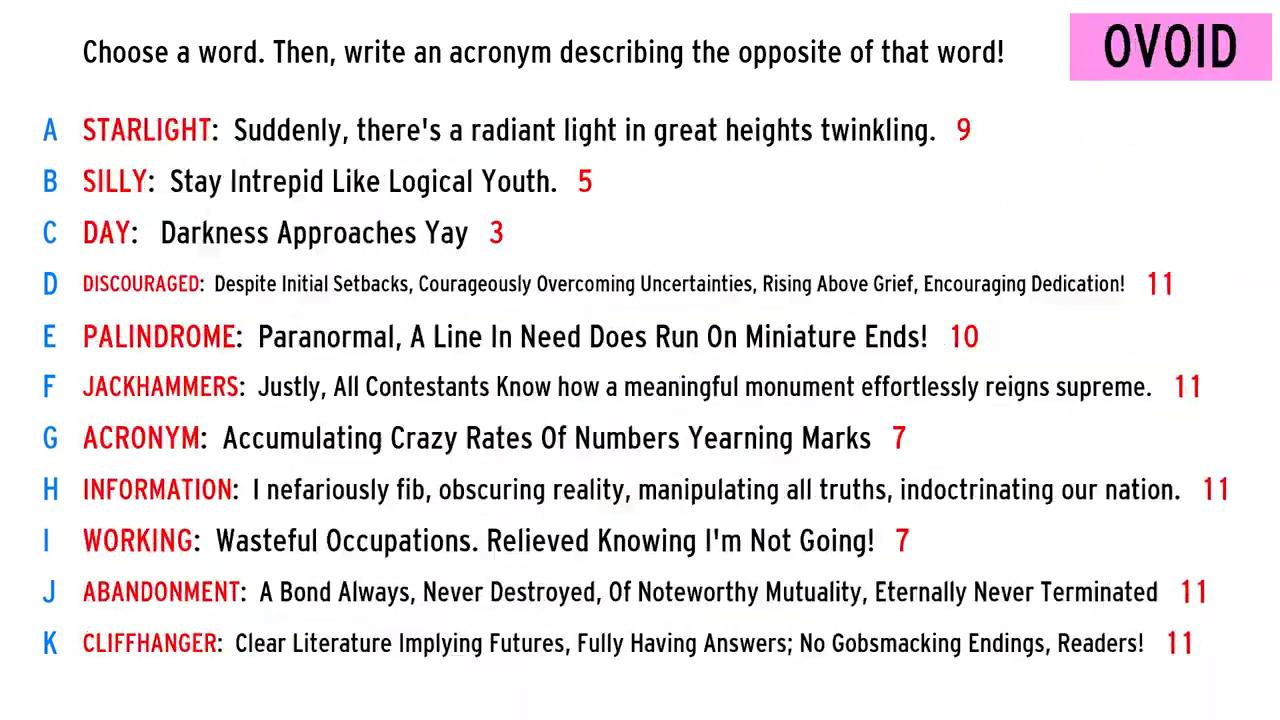 Choose a word. Then, write an acronym describing the opposite of that word!
OVOID
A STARLIGHT: Suddenly, there's a radiant light in great heights twinkling. 9
B SILLY: Stay Intrepid Like Logical Youth. 5
C DAY: Darkness Approaches Yay 3
D DISCOURAGED: Despite Initial Setbacks, Courageously Overcoming Uncertainties, Rising Above Grief, Encouraging Dedication! 11
E PALINDROME: Paranormal, A Line In Need Does Run On Miniature Ends! 10
F JACKHAMMERS: Justly, All Contestants Know how a meaningful monument effortlessly reigns supreme. 11
G ACRONYM: Accumulating Crazy Rates Of Numbers Yearning Marks 7
H INFORMATION: I nefariously fib, obscuring reality, manipulating all truths, indoctrinating our nation. 11
I WORKING: Wasteful Occupations. Relieved Knowing I'm Not Going! 7
J ABANDONMENT: A Bond Always, Never Destroyed, Of Noteworthy Mutuality, Eternally Never Terminated 11
K CLIFFHANGER: Clear Literature Implying Futures, Fully Having Answers; No Gobsmacking Endings, Readers! 11